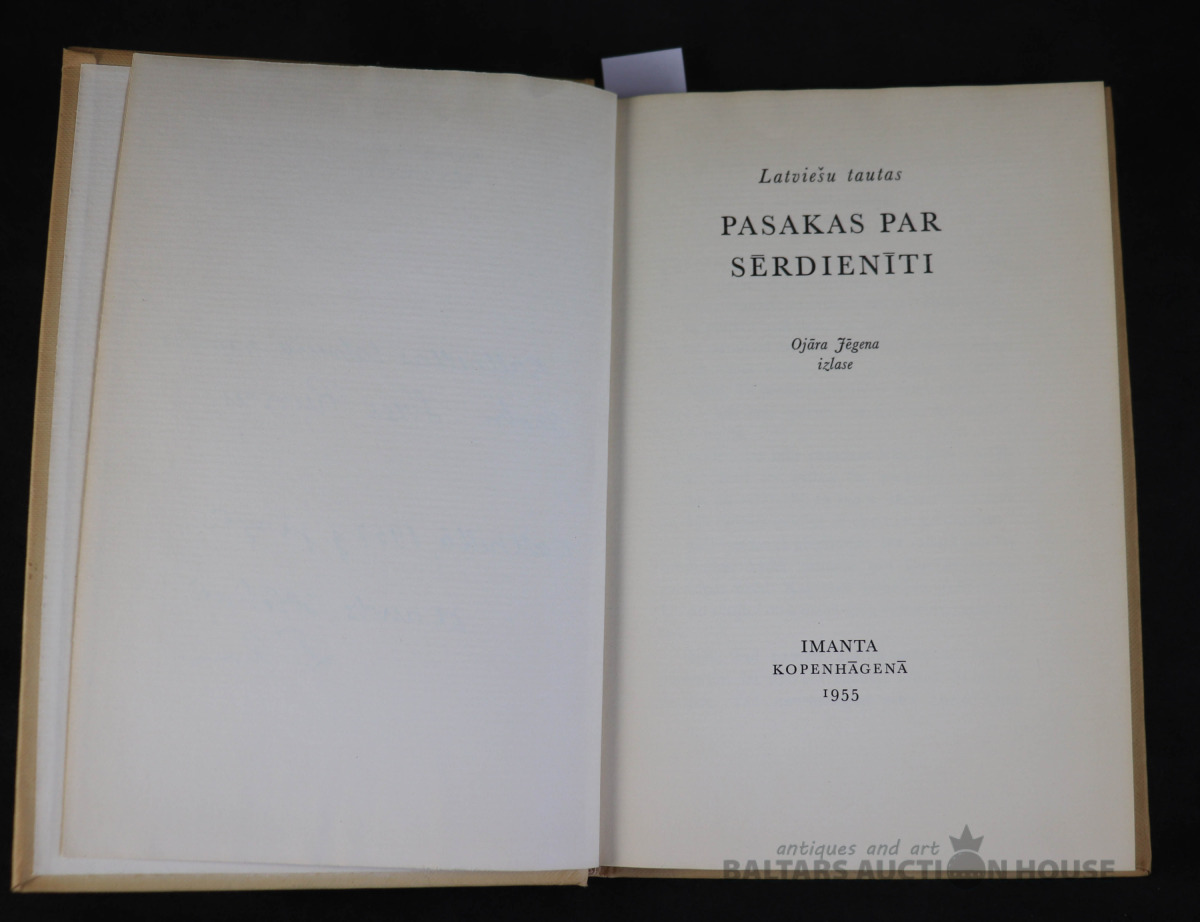 Latviešu tautas
PASAKAS PAR
SĒRDIENĪTI
Ojāra Jēgena
izlase
IMANTA
KOPENHĀGENĀ
1955
antiques and art
BALTARS AUCTION HOUSE